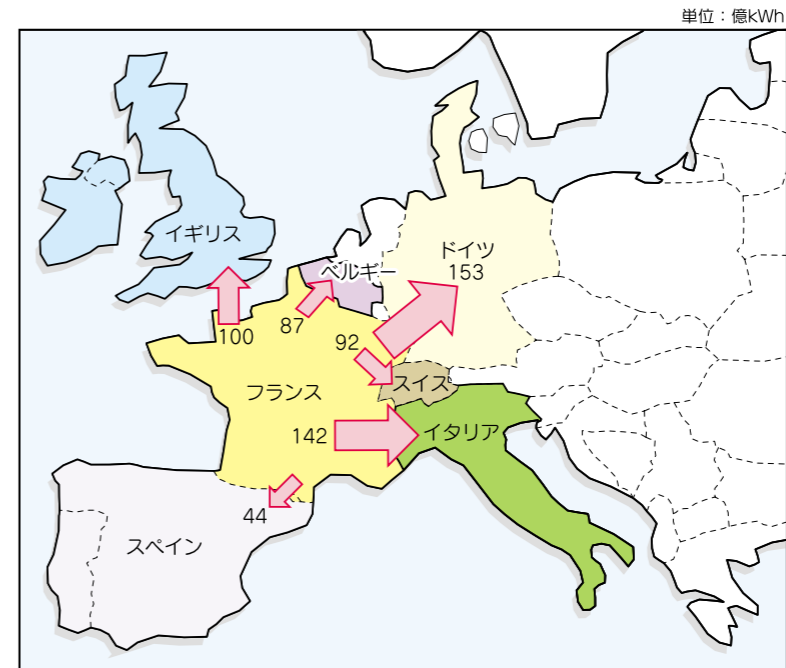 単位：億kWh
イギリス
ドイツ
153
ベルギー
100
87
92
スイス
フランス
142
イタリア
44
スペイン